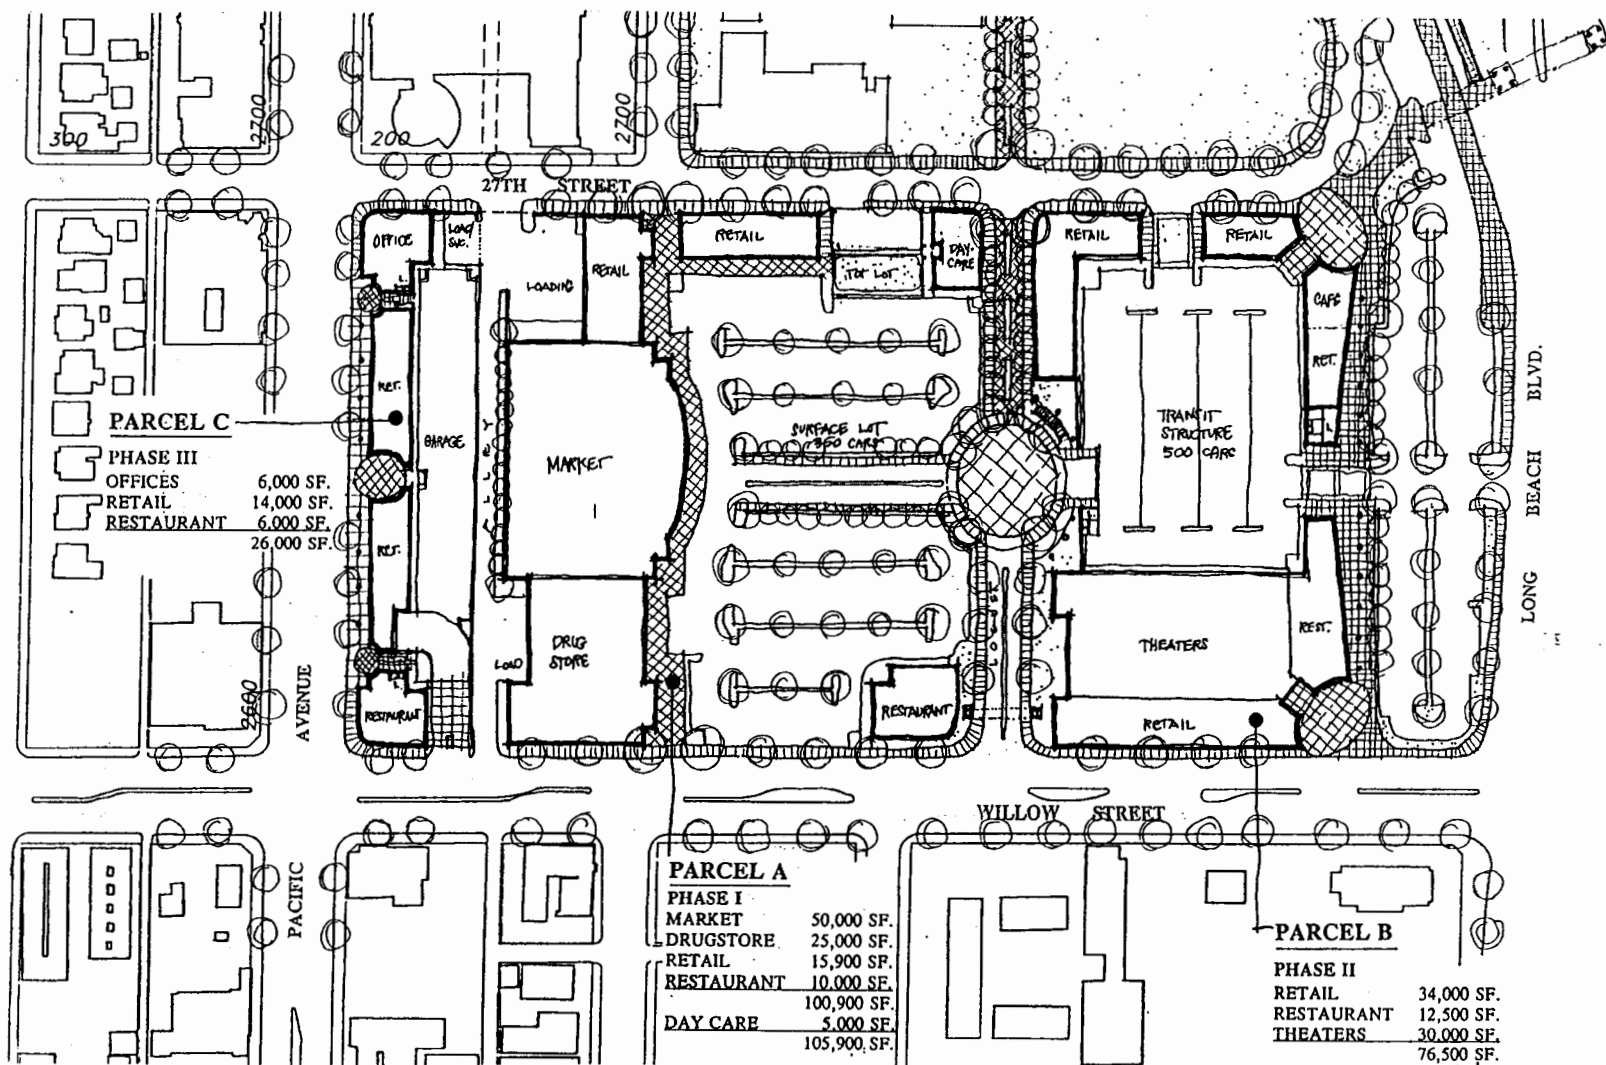 300
2700
200
2700
27TH STREET
OFFICE
LOAD
SVC.
LOADING
RETAIL
RETAIL
TOT LOT
DAY-
CARE
RETAIL
RETAIL
CAFE
RET.
RET.
GARAGE
ALLEY
MARKET
SURFACE LOT
350 CARS
TRANSIT
STRUCTURE
500 CARS
LONG BEACH BLVD.
PARCEL C
PHASE III
OFFICES 6,000 SF.
RETAIL 14,000 SF.
RESTAURANT 6,000 SF.
26,000 SF.
RET.
LOAD
DRUG
STORE
THEATERS
REST.
RESTAURANT
RESTAURANT
RETAIL
2600
PACIFIC AVENUE
WILLOW STREET
PARCEL A
PHASE I
MARKET 50,000 SF.
DRUGSTORE 25,000 SF.
RETAIL 15,900 SF.
RESTAURANT 10,000 SF.
100,900 SF.
DAY CARE 5,000 SF.
105,900 SF.
PARCEL B
PHASE II
RETAIL 34,000 SF.
RESTAURANT 12,500 SF.
THEATERS 30,000 SF.
76,500 SF.